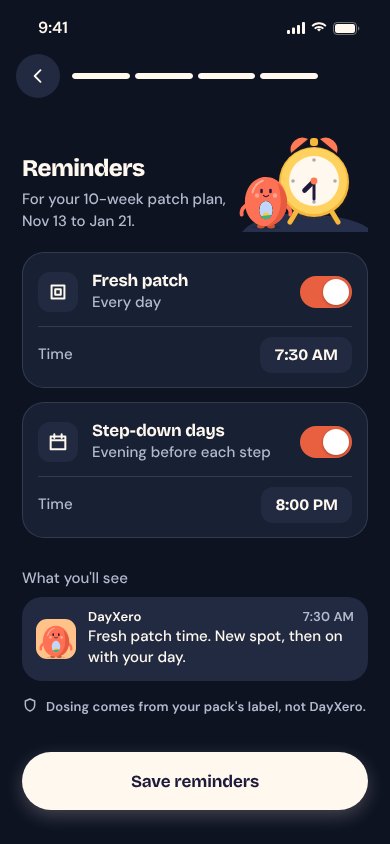 9:41
Reminders
For your 10-week patch plan,
Nov 13 to Jan 21.
Fresh patch
Every day
Time
7:30 AM
Step-down days
Evening before each step
Time
8:00 PM
What you'll see
DayXero
7:30 AM
Fresh patch time. New spot, then on
with your day.
Dosing comes from your pack's label, not DayXero.
Save reminders